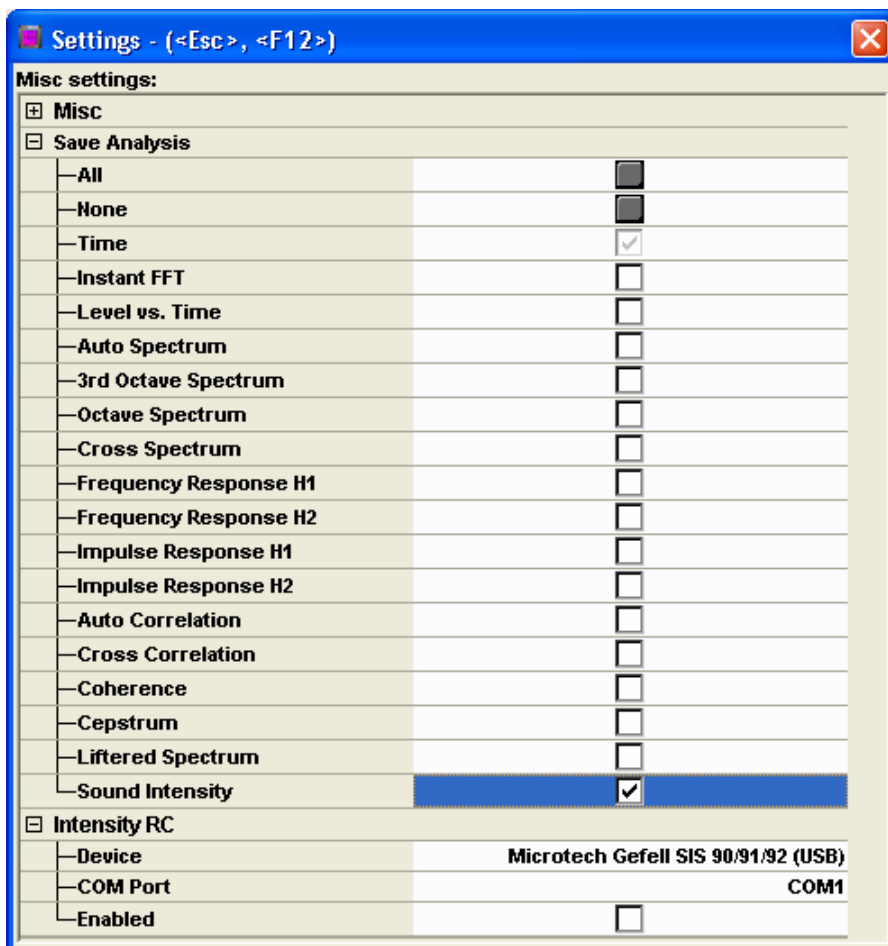 Settings - (<Esc>, <F12>)
Misc settings:
Misc
Save Analysis
All
None
Time
Instant FFT
Level vs. Time
Auto Spectrum
3rd Octave Spectrum
Octave Spectrum
Cross Spectrum
Frequency Response H1
Frequency Response H2
Impulse Response H1
Impulse Response H2
Auto Correlation
Cross Correlation
Coherence
Cepstrum
Liftered Spectrum
Sound Intensity
Intensity RC
Device Microtech Gefell SIS 90/91/92 (USB)
COM Port COM1
Enabled